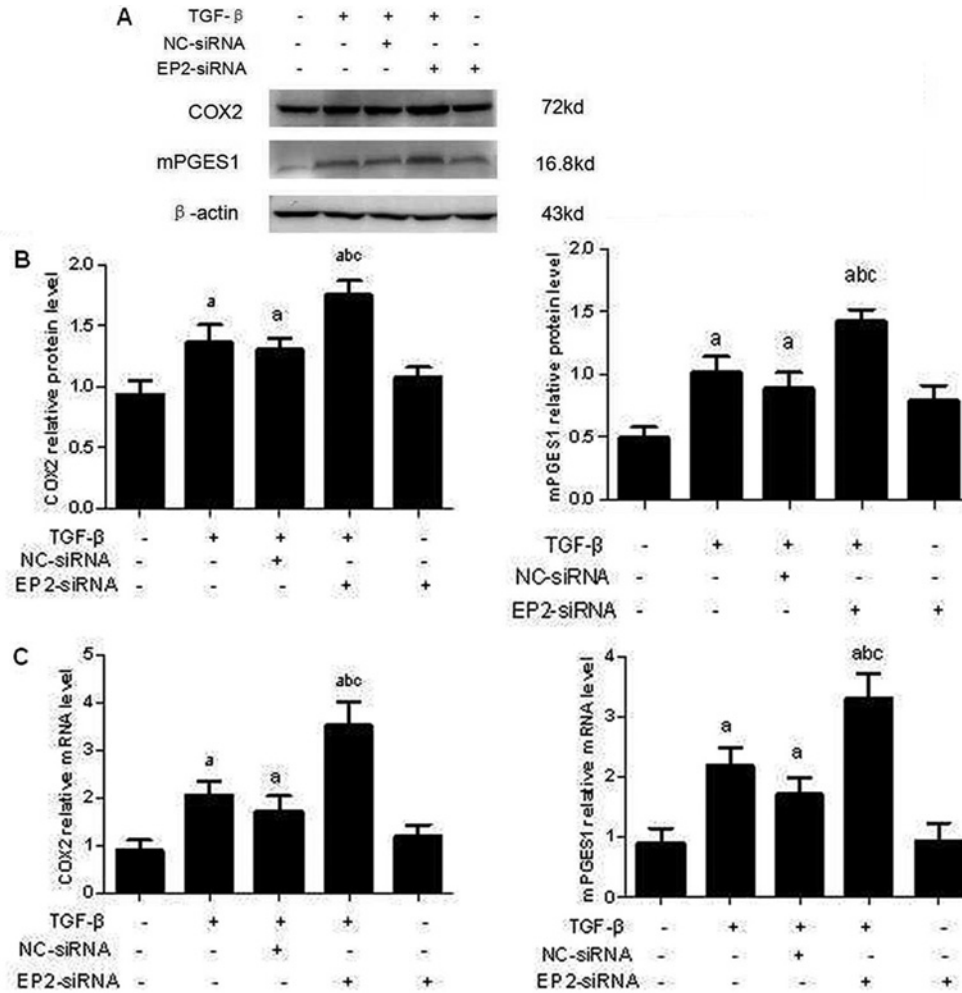 A
TGF-β - + + + -
NC-siRNA - - + - -
EP2-siRNA - - - + +
COX2 72kd
mPGES1 16.8kd
β-actin 43kd
B
COX2 relative protein level
2.0
1.5
1.0
0.5
0.0
a
a
abc
TGF-β - + + + -
NC-siRNA - - + - -
EP2-siRNA - - - + +
mPGES1 relative protein level
2.0
1.5
1.0
0.5
0.0
a
a
abc
TGF-β - + + + -
NC-siRNA - - + - -
EP2-siRNA - - - + +
C
COX2 relative mRNA level
5
4
3
2
1
0
a
a
abc
TGF-β - + + + -
NC-siRNA - - + - -
EP2-siRNA - - - + +
mPGES1 relative mRNA level
4
3
2
1
0
a
a
abc
TGF-β - + + + -
NC-siRNA - - + - -
EP2-siRNA - - - + +